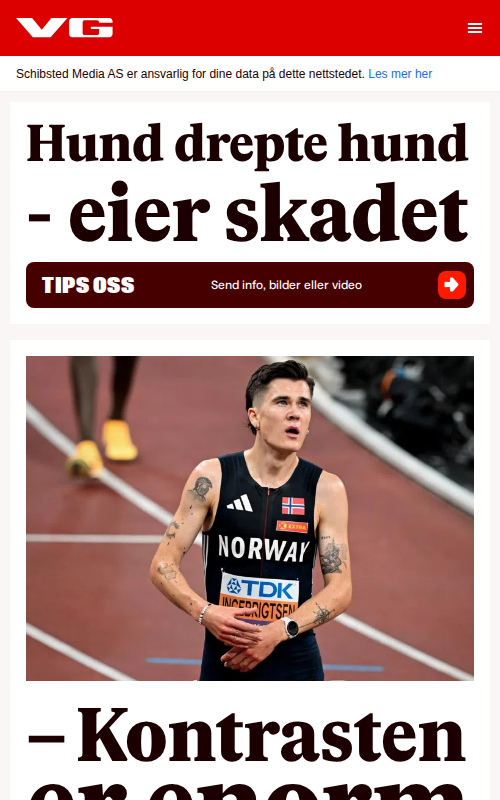 VG
Schibsted Media AS er ansvarlig for dine data på dette nettstedet. Les mer her
Hund drepte hund
- eier skadet
TIPS OSS
Send info, bilder eller video
EXTRA
NORWAY
TDK
INGEBRIGTSEN
– Kontrasten
er enorm